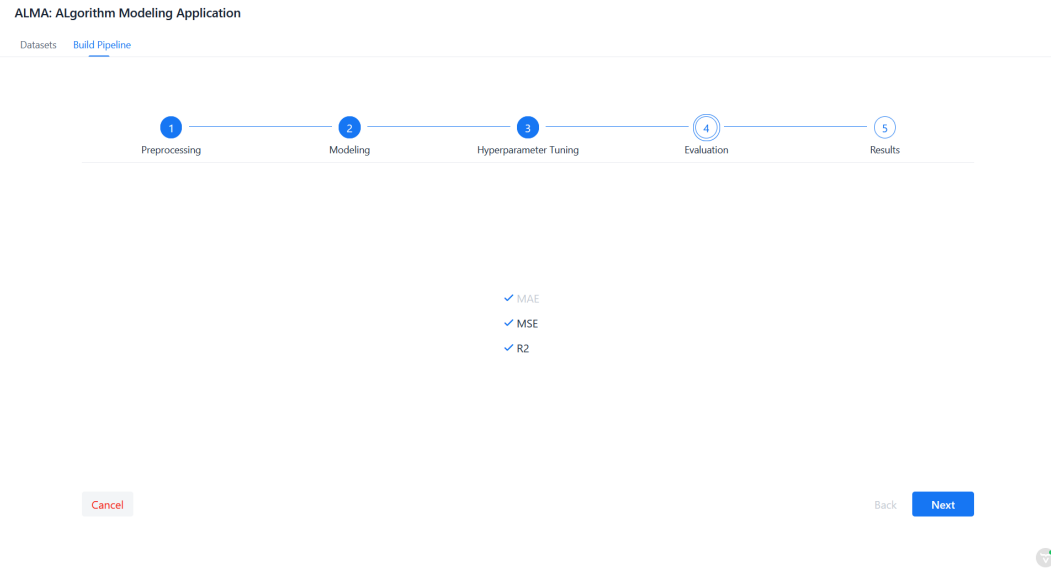 ALMA: ALgorithm Modeling Application
Datasets Build Pipeline
1 2 3 4 5
Preprocessing Modeling Hyperparameter Tuning Evaluation Results
MAE
MSE
R2
Cancel Back Next